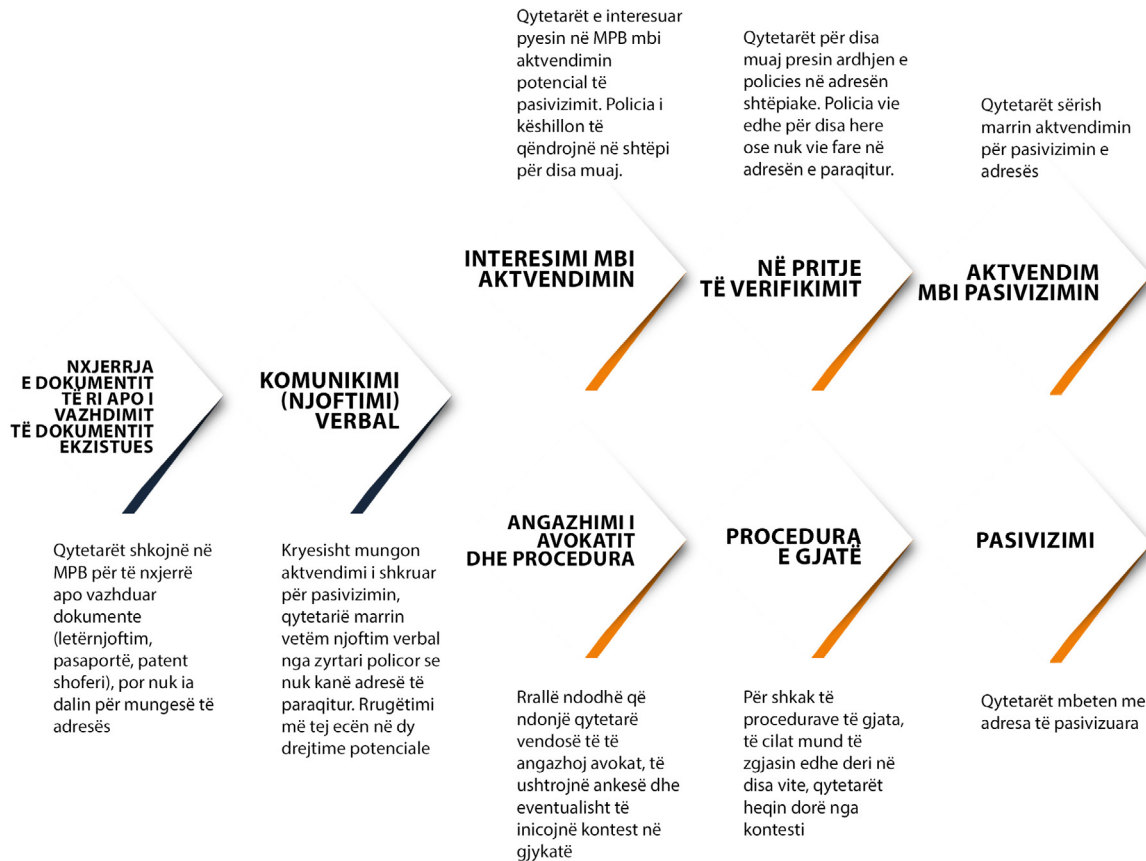 NXJERRJA
E DOKUMENTIT
TË RI APO I
VAZHDIMIT
TË DOKUMENTIT
EKZISTUES
Qytetarët shkojnë në
MPB për të nxjerrë
apo vazhduar
dokumente
(letërnjoftim,
pasaportë, patent
shoferi), por nuk ia
dalin për mungesë të
adresës
KOMUNIKIMI
(NJOFTIMI)
VERBAL
Kryesisht mungon
aktvendimi i shkruar
për pasivizimin,
qytetarië marrin
vetëm njoftim verbal
nga zyrtari policor se
nuk kanë adresë të
paraqitur. Rrugëtimi
më tej ecën në dy
drejtime potenciale
Qytetarët e interesuar
pyesin në MPB mbi
aktvendimin
potencial të
pasivizimit. Policia i
këshillon të
qëndrojnë në shtëpi
për disa muaj.
INTERESIMI MBI
AKTVENDIMIN
Qytetarët për disa
muaj presin ardhjen e
policies në adresën
shtëpiake. Policia vie
edhe për disa here
ose nuk vie fare në
adresën e paraqitur.
NË PRITJE
TË VERIFIKIMIT
Qytetarët sërish
marrin aktvendimin
për pasivizimin e
adresës
AKTVENDIM
MBI PASIVIZIMIN
ANGAZHIMI I
AVOKATIT
DHE PROCEDURA
Rrallë ndodhë që
ndonjë qytetarë
vendosë të të
angazhoj avokat, të
ushtrojnë ankesë dhe
eventualisht të
inicojnë kontest në
gjykatë
PROCEDURA
E GJATË
Për shkak të
procedurave të gjata,
të cilat mund të
zgjasin edhe deri në
disa vite, qytetarët
heqin dorë nga
kontesti
PASIVIZIMI
Qytetarët mbeten me
adresa të pasivizuara